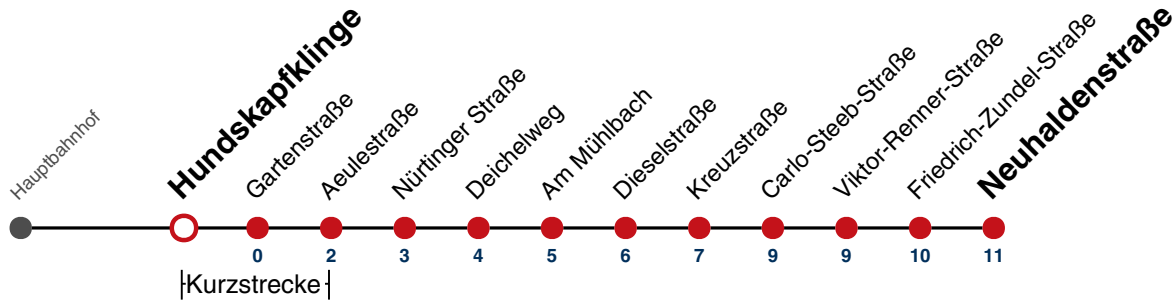 Hauptbahnhof
Hundskapfklinge
Gartenstraße
Aeulestraße
Nürtinger Straße
Deichelweg
Am Mühlbach
Dieselstraße
Kreuzstraße
Carlo-Steeb-Straße
Viktor-Renner-Straße
Friedrich-Zundel-Straße
Neuhaldenstraße
0 2 3 4 5 6 7 9 9 10 11
Kurzstrecke